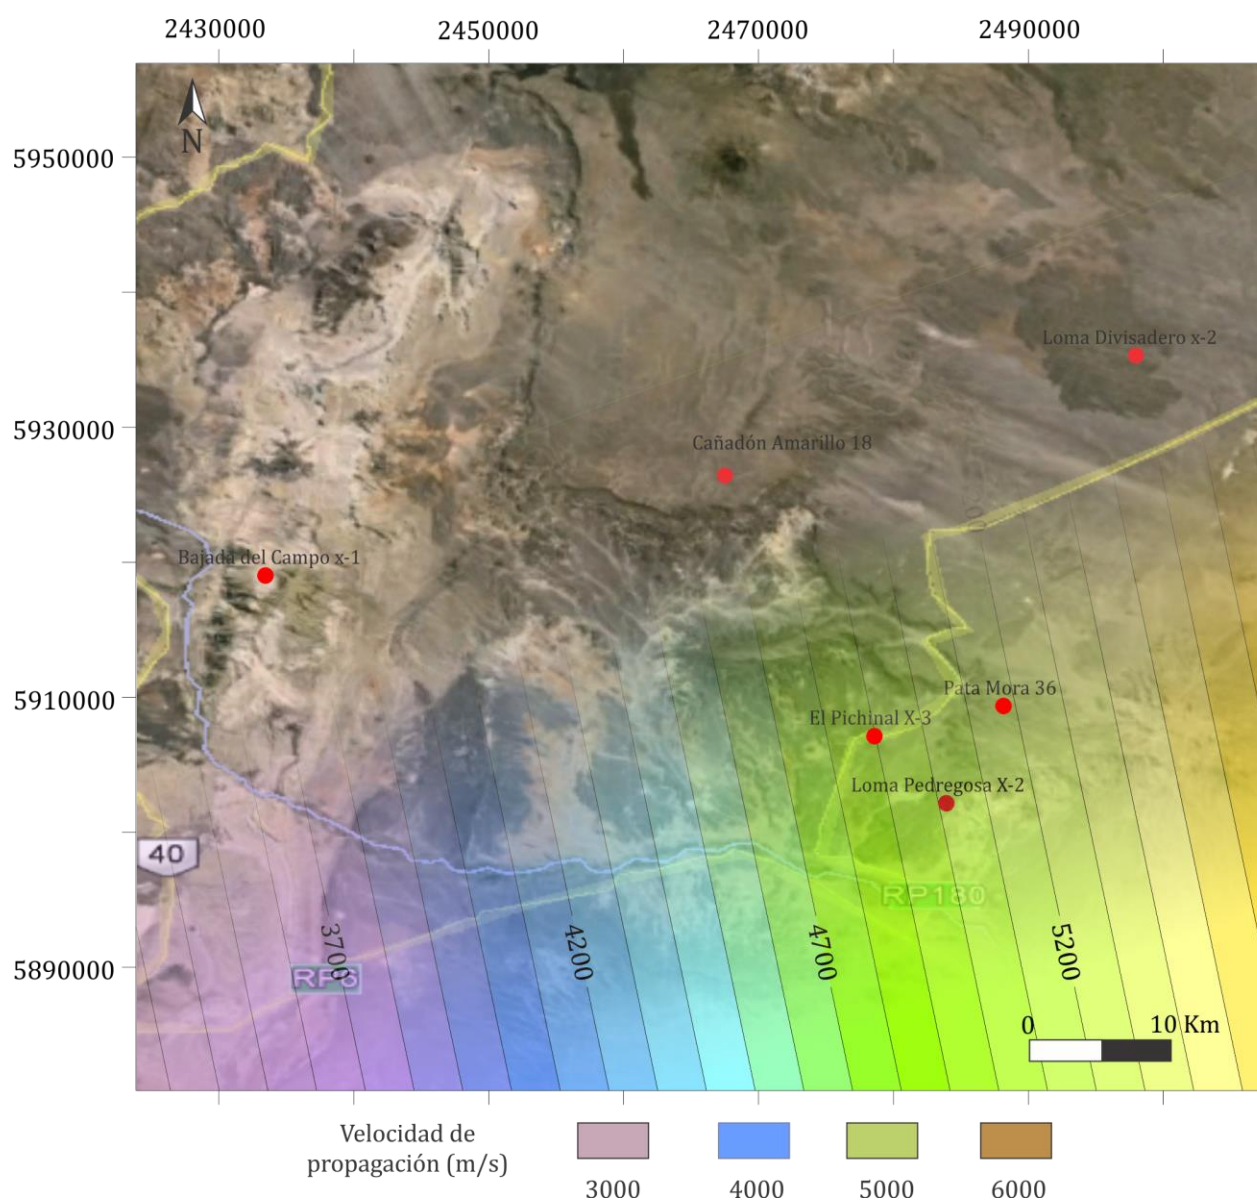 2430000
2450000
2470000
2490000
N
5950000
Loma Divisadero x-2
5930000
Cañadón Amarillo 18
Bajada del Campo x-1
5910000
Pata Mora 36
El Pichinal X-3
Loma Pedregosa X-2
40
RP180
3700
4200
4700
5200
5890000
RP6
0
10 Km
Velocidad de
propagación (m/s)
3000
4000
5000
6000